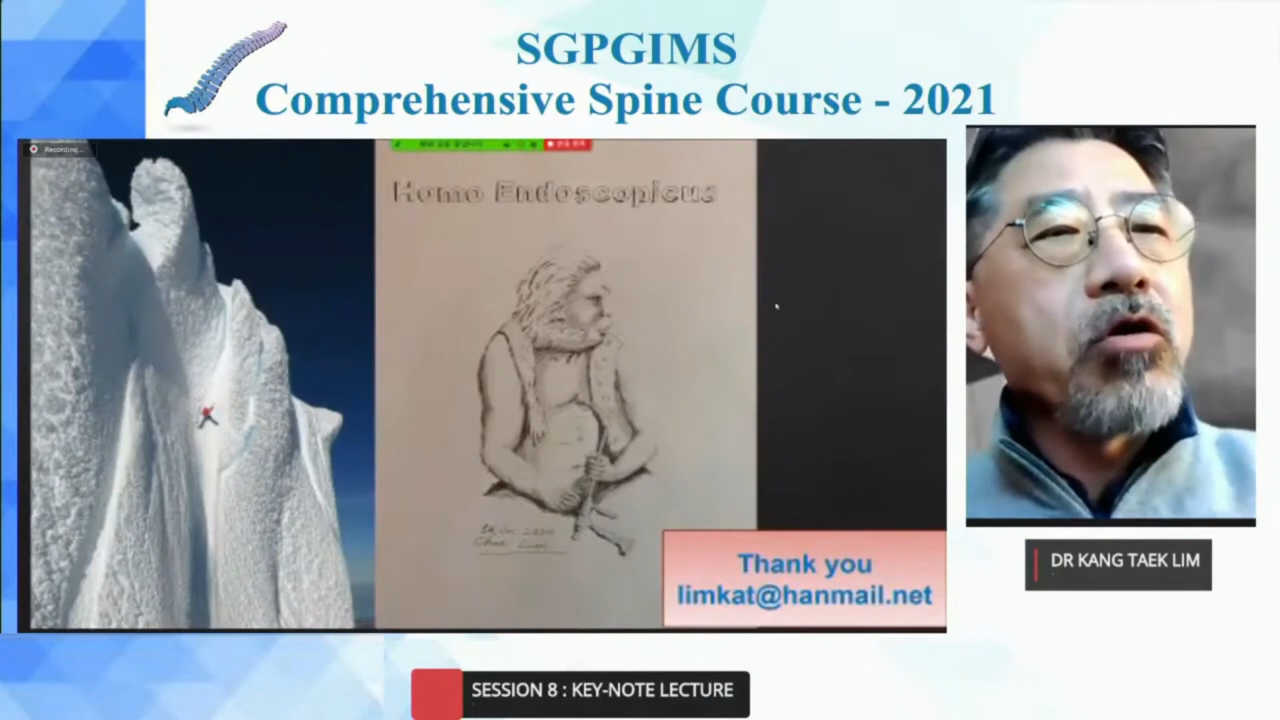 SGPGIMS
Comprehensive Spine Course - 2021
Recording...
Homo Endoscopicus
Thank you
limkat@hanmail.net
DR KANG TAEK LIM
SESSION 8 : KEY-NOTE LECTURE